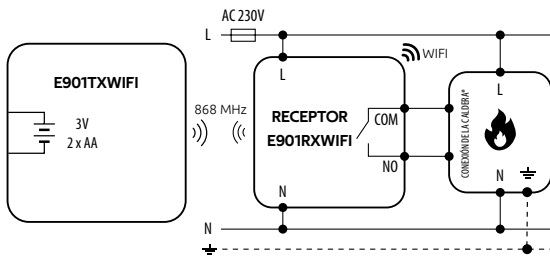 AC 230V
L
WIFI
E901TXWIFI
3V
2 x AA
868 MHz
L
RECEPTOR
E901RXWIFI
COM
NO
N
CONEXIÓN DE LA CALDERA*
L
N
N